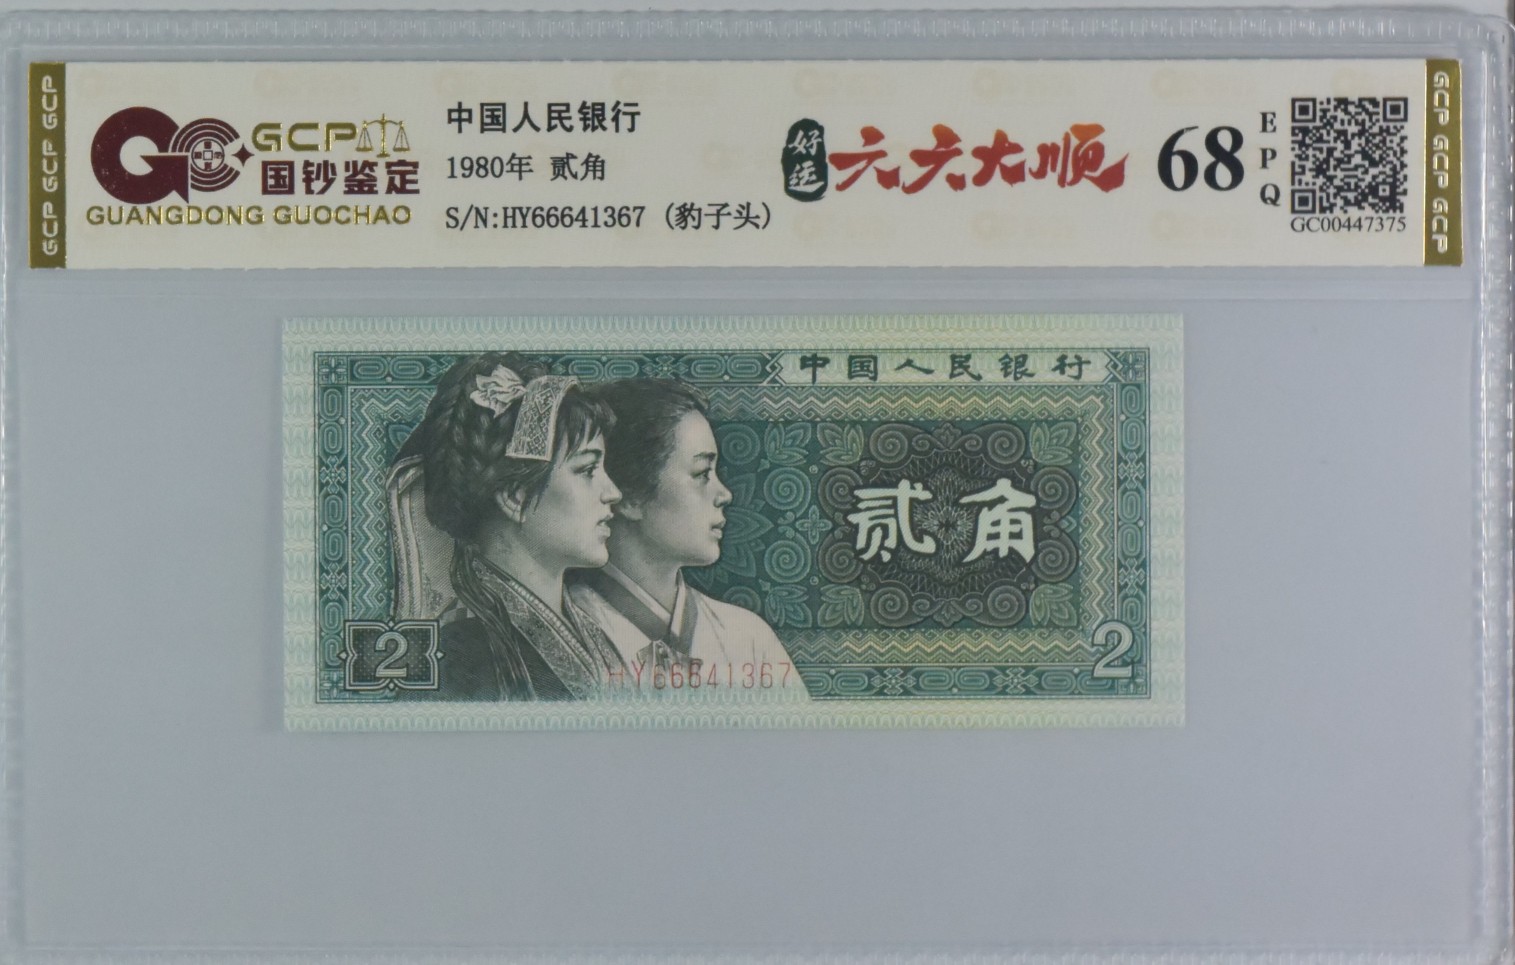 GCP GCP GCP
GCP
国钞鉴定
GUANGDONG GUOCHAO
中国人民银行
1980年 贰角
S/N:HY66641367 (豹子头)
好运
六六大顺
68
EPQ
GC00447375
GCP GCP GCP
中国人民银行
贰角
2
2
HY66641367